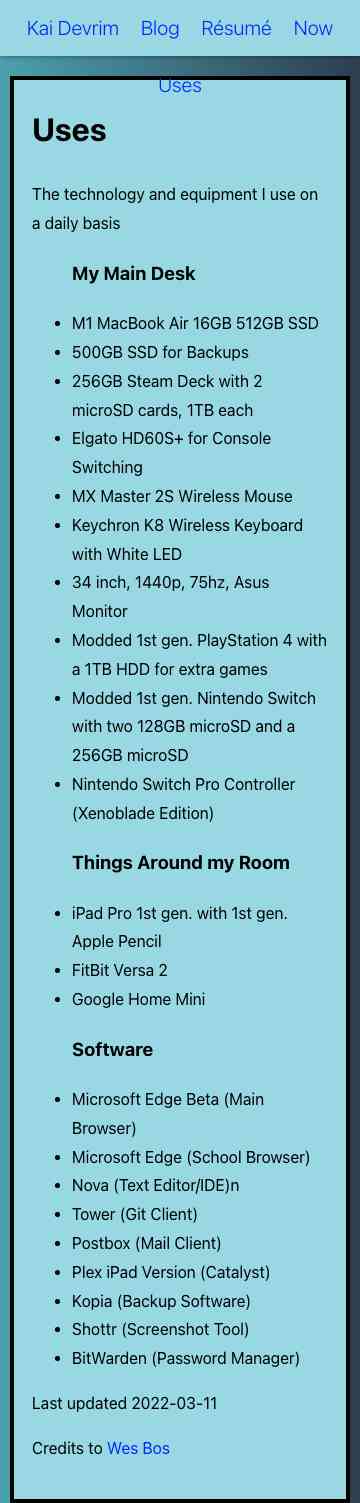 Kai Devrim Blog Résumé Now
Uses
Uses
The technology and equipment I use on
a daily basis
My Main Desk
• M1 MacBook Air 16GB 512GB SSD
• 500GB SSD for Backups
• 256GB Steam Deck with 2
microSD cards, 1TB each
• Elgato HD60S+ for Console
Switching
• MX Master 2S Wireless Mouse
• Keychron K8 Wireless Keyboard
with White LED
• 34 inch, 1440p, 75hz, Asus
Monitor
• Modded 1st gen. PlayStation 4 with
a 1TB HDD for extra games
• Modded 1st gen. Nintendo Switch
with two 128GB microSD and a
256GB microSD
• Nintendo Switch Pro Controller
(Xenoblade Edition)
Things Around my Room
• iPad Pro 1st gen. with 1st gen.
Apple Pencil
• FitBit Versa 2
• Google Home Mini
Software
• Microsoft Edge Beta (Main
Browser)
• Microsoft Edge (School Browser)
• Nova (Text Editor/IDE)n
• Tower (Git Client)
• Postbox (Mail Client)
• Plex iPad Version (Catalyst)
• Kopia (Backup Software)
• Shottr (Screenshot Tool)
• BitWarden (Password Manager)
Last updated 2022-03-11
Credits to Wes Bos